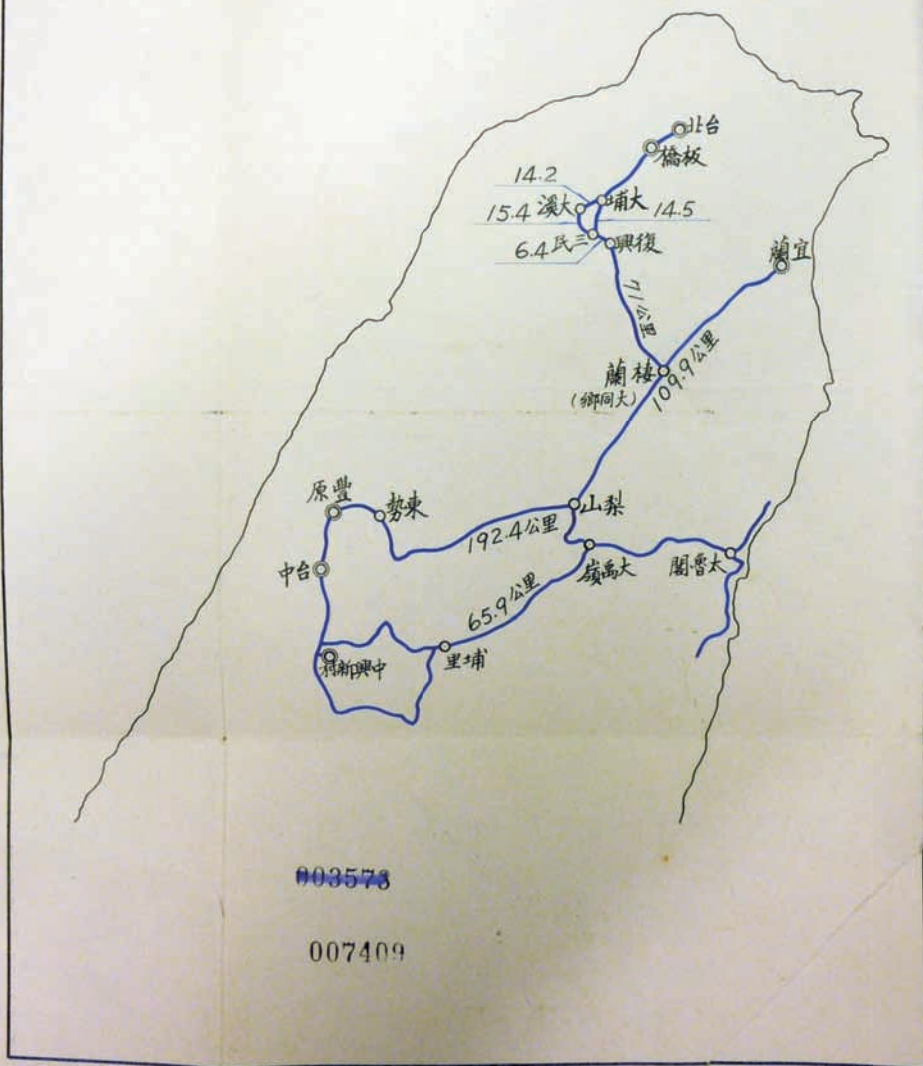 台北
板橋
14.2
大溪
大埔
15.4
14.5
三民
復興
6.4
宜蘭
71公里
棲蘭
(大同鄉)
109.9公里
豐原
東勢
梨山
192.4公里
大禹嶺
太魯閣
台中
65.9公里
中興新村
埔里
003573
007409